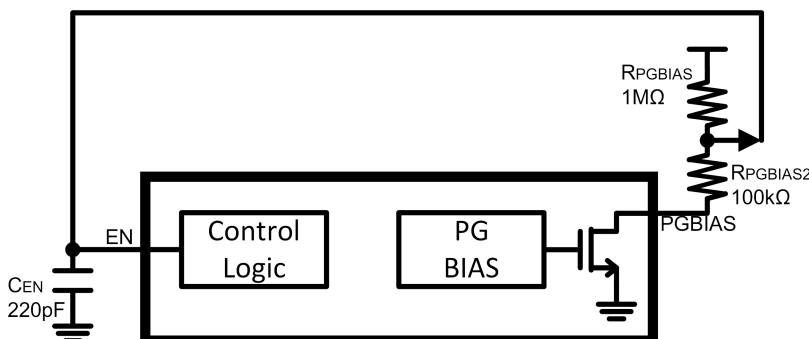 RPGBIAS
1MΩ
RPGBIAS2
100kΩ
PGBIAS
EN
Control
Logic
PG
BIAS
CEN
220pF